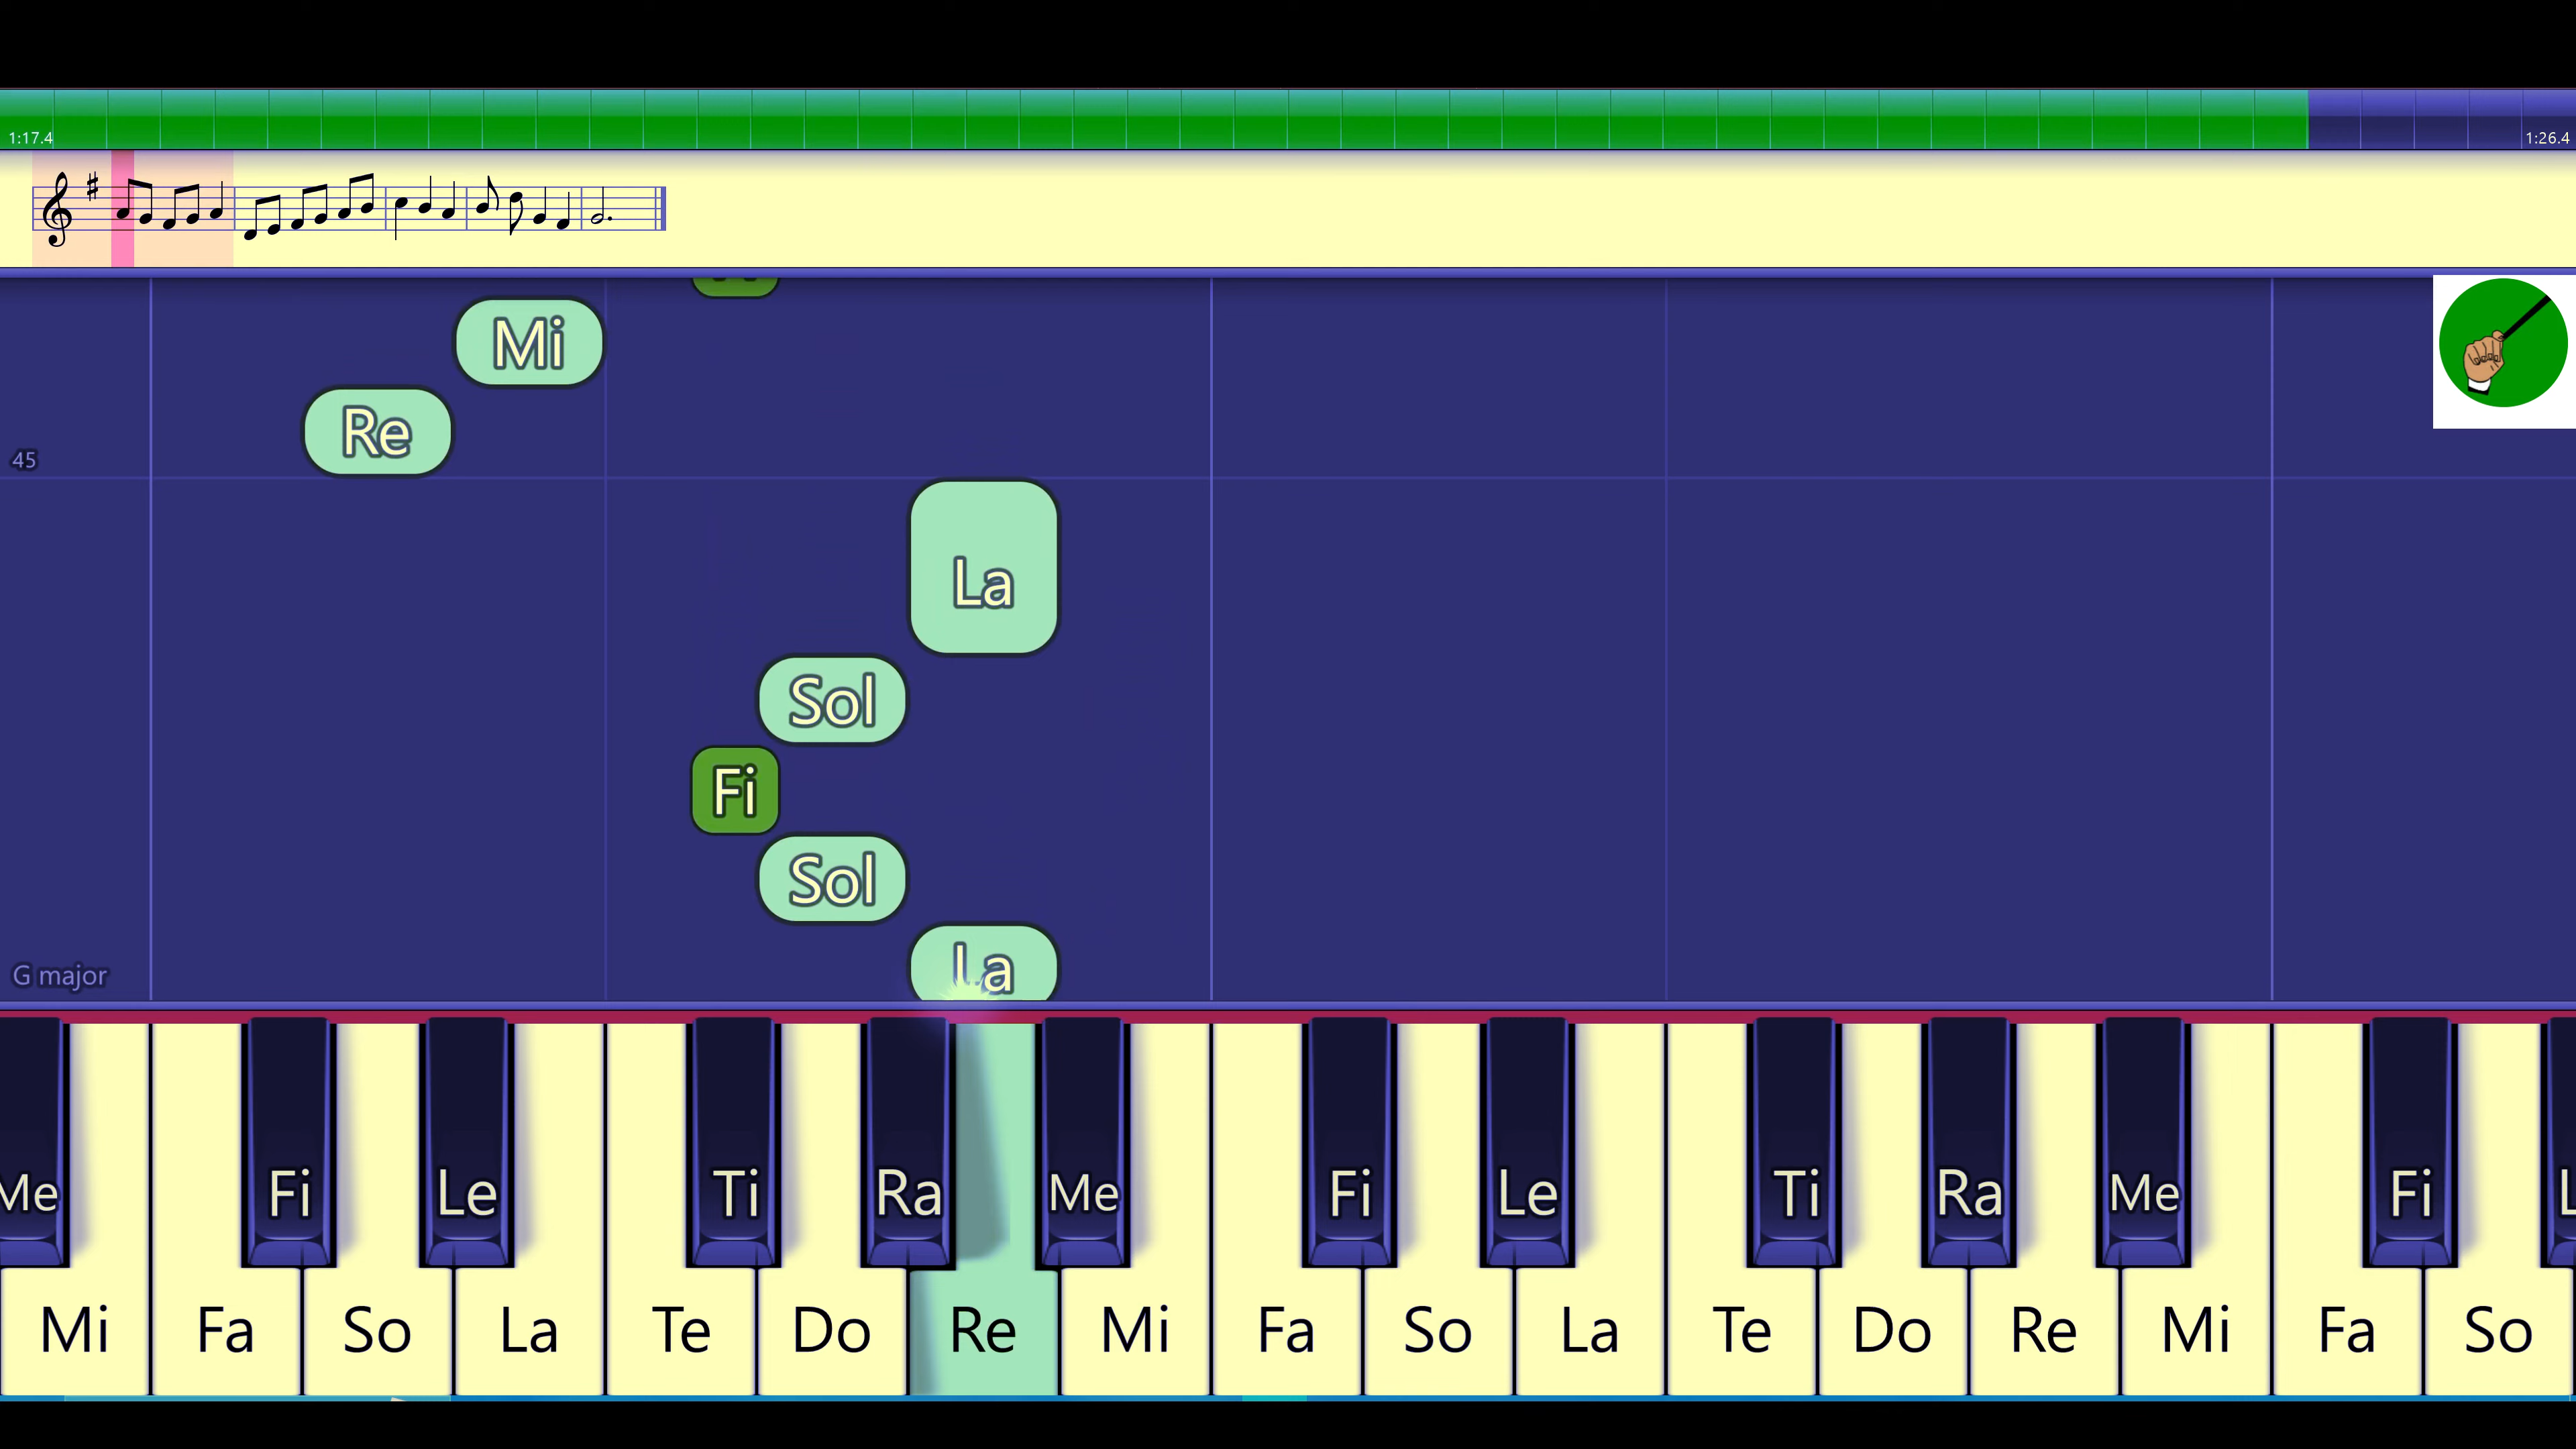 1:17.4 1:26.4
Mi
Re
45
La
Sol
Fi
Sol
La
G major
Me Fi Le Ti Ra Me Fi Le Ti Ra Me Fi
Mi Fa So La Te Do Re Mi Fa So La Te Do Re Mi Fa So